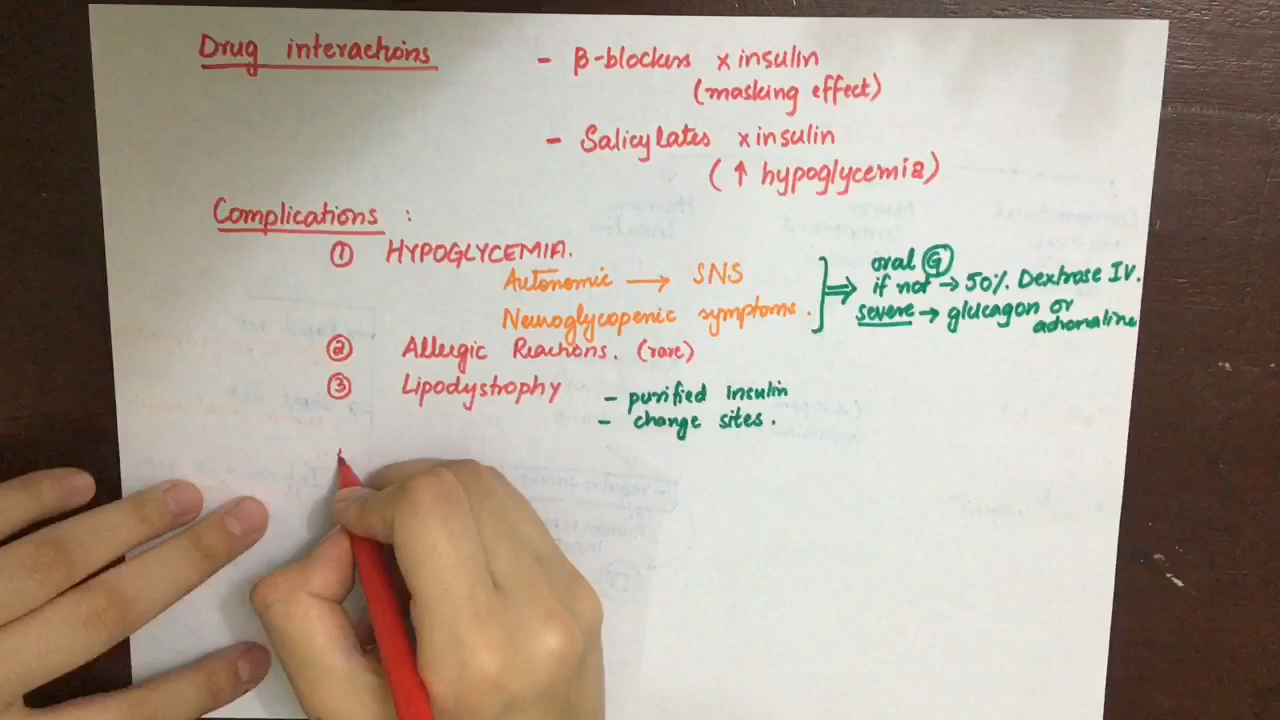 Drug interactions - β-blockers x insulin
(masking effect)
- Salicylates x insulin
(↑ hypoglycemia)
Complications :
① HYPOGLYCEMIA.
Autonomic → SNS
Neuroglycopenic symptoms.
⇒ oral G
if not → 50% Dextrose IV.
severe → glucagon or
adrenaline
② Allergic Reactions. (rare)
③ Lipodystrophy - purified insulin
- change sites.